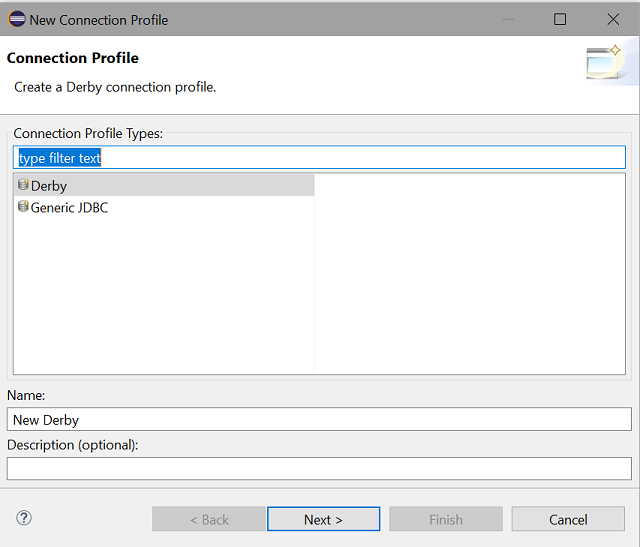 New Connection Profile
Connection Profile
Create a Derby connection profile.
Connection Profile Types:
type filter text
Derby
Generic JDBC
Name:
New Derby
Description (optional):
?
< Back
Next >
Finish
Cancel